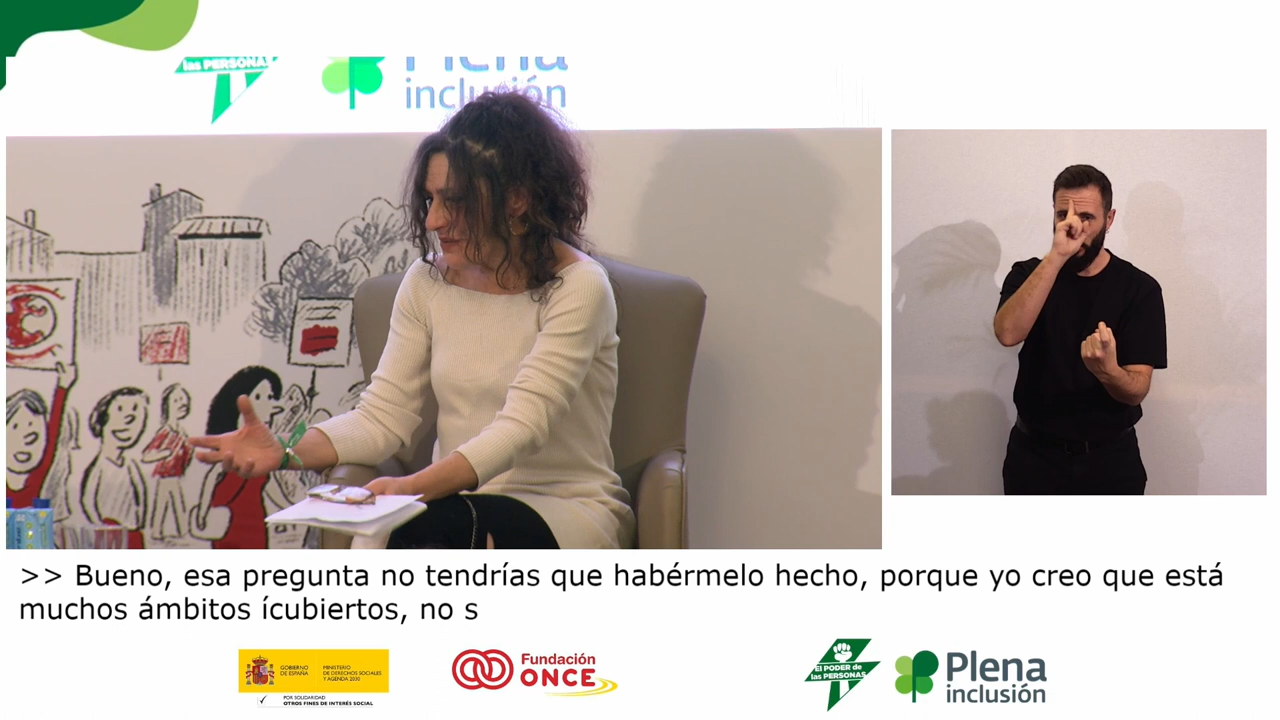 las PERSONAS
Plena
inclusión
>> Bueno, esa pregunta no tendrías que habérmelo hecho, porque yo creo que está
muchos ámbitos ícubiertos, no s
GOBIERNO
DE ESPAÑA
MINISTERIO
DE DERECHOS SOCIALES
Y AGENDA 2030
POR SOLIDARIDAD
OTROS FINES DE INTERÉS SOCIAL
Fundación
ONCE
El PODER de
las PERSONAS
Plena
inclusión